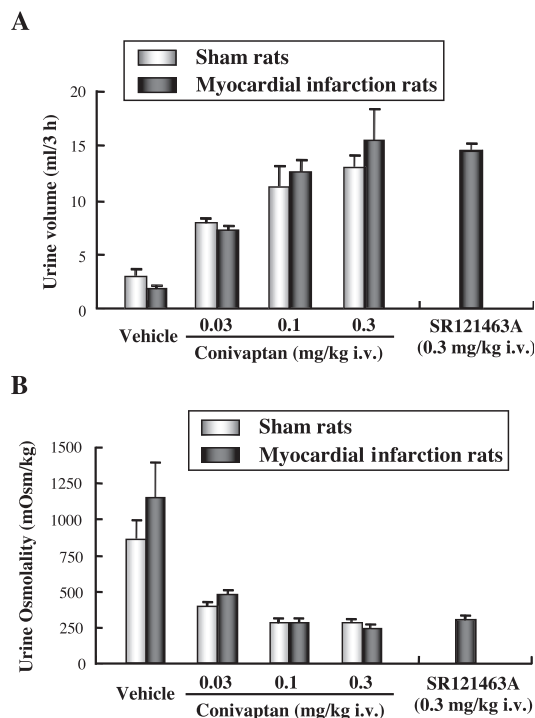 A
Sham rats
Myocardial infarction rats
Urine volume (ml/3 h)
20
15
10
5
0
Vehicle
0.03
0.1
0.3
Conivaptan (mg/kg i.v.)
SR121463A
(0.3 mg/kg i.v.)
B
Sham rats
Myocardial infarction rats
Urine Osmolality (mOsm/kg)
1500
1250
1000
750
500
250
0
Vehicle
0.03
0.1
0.3
Conivaptan (mg/kg i.v.)
SR121463A
(0.3 mg/kg i.v.)